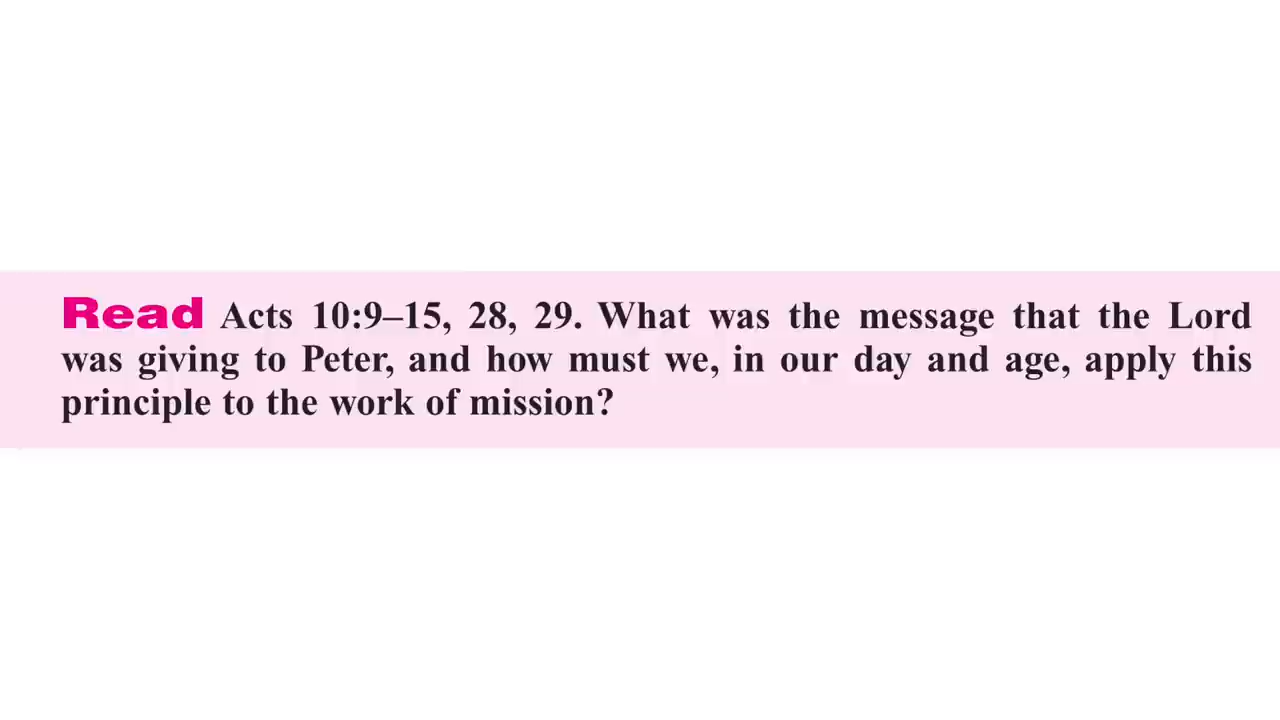 Read Acts 10:9–15, 28, 29. What was the message that the Lord
was giving to Peter, and how must we, in our day and age, apply this
principle to the work of mission?